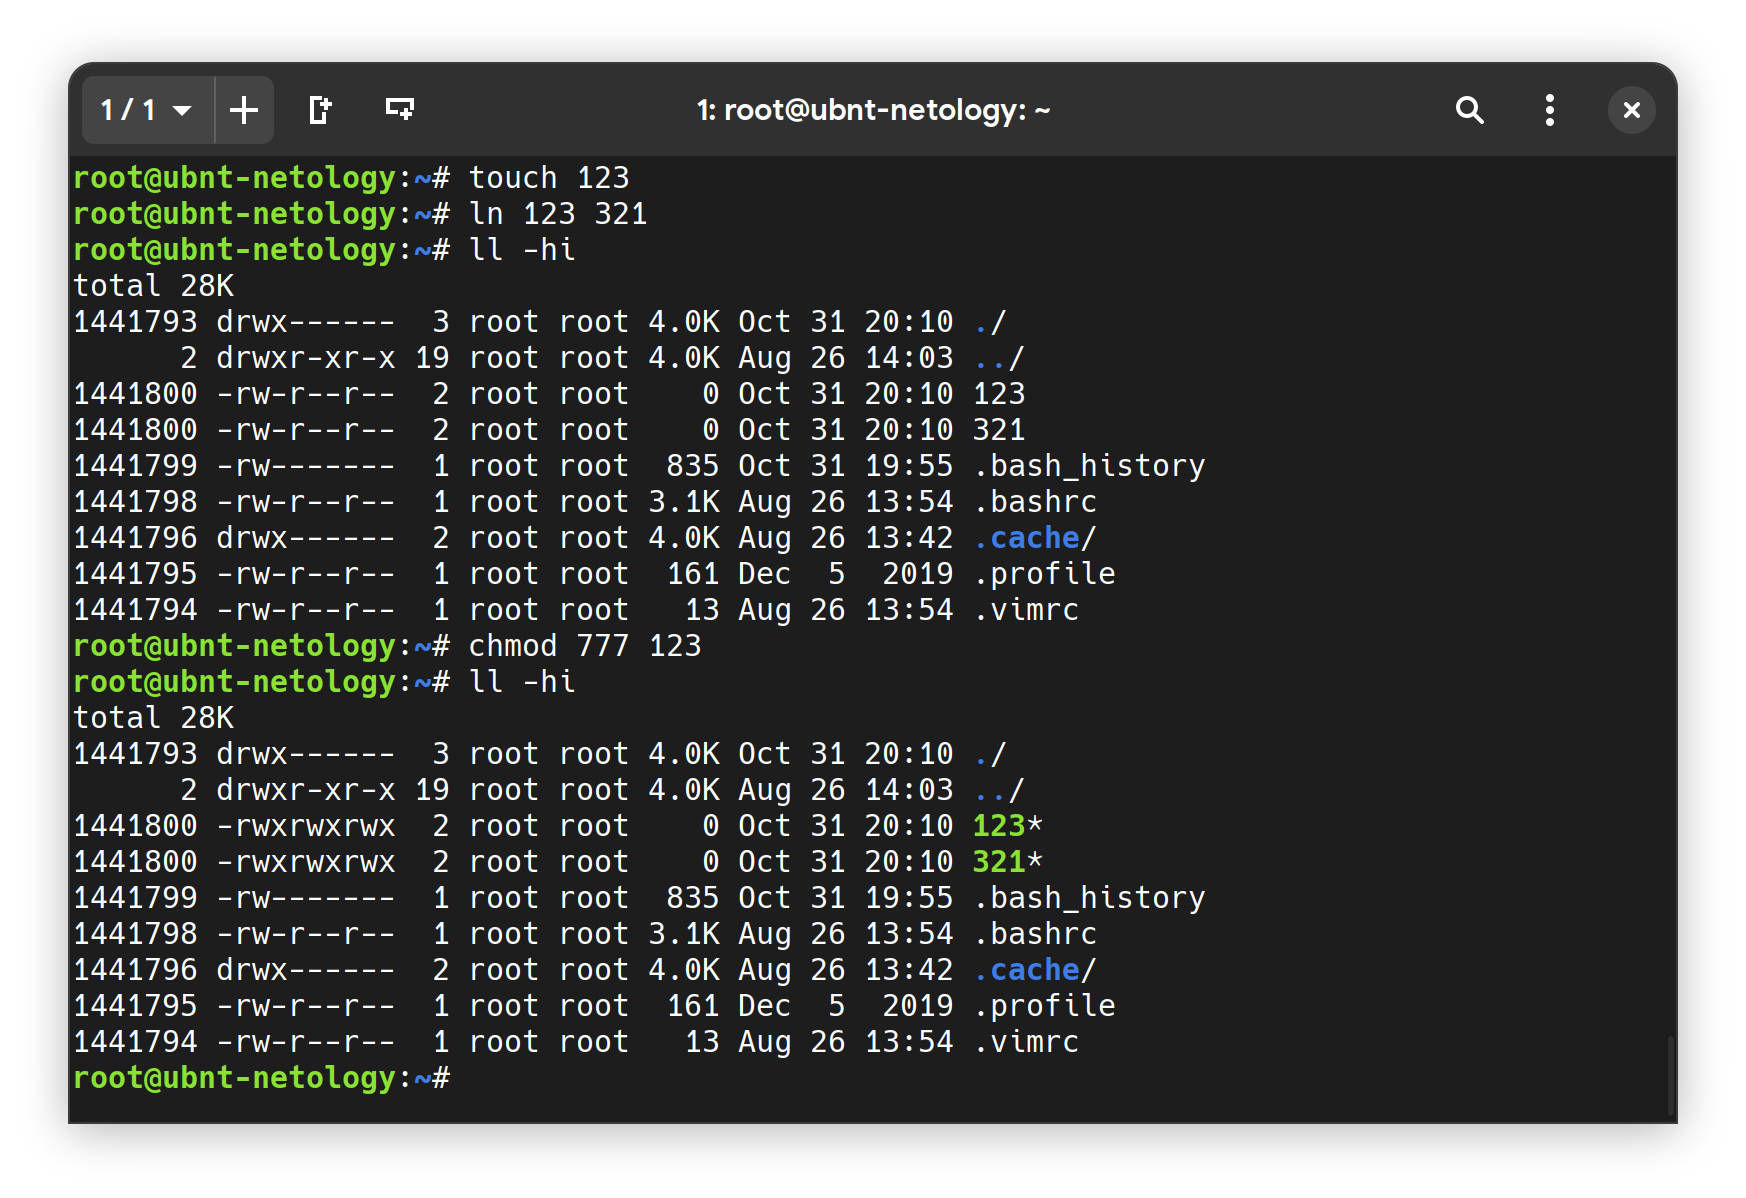 1 / 1
1: root@ubnt-netology: ~
root@ubnt-netology:~# touch 123
root@ubnt-netology:~# ln 123 321
root@ubnt-netology:~# ll -hi
total 28K
1441793 drwx------  3 root root 4.0K Oct 31 20:10 ./
      2 drwxr-xr-x 19 root root 4.0K Aug 26 14:03 ../
1441800 -rw-r--r--  2 root root    0 Oct 31 20:10 123
1441800 -rw-r--r--  2 root root    0 Oct 31 20:10 321
1441799 -rw-------  1 root root  835 Oct 31 19:55 .bash_history
1441798 -rw-r--r--  1 root root 3.1K Aug 26 13:54 .bashrc
1441796 drwx------  2 root root 4.0K Aug 26 13:42 .cache/
1441795 -rw-r--r--  1 root root  161 Dec  5  2019 .profile
1441794 -rw-r--r--  1 root root   13 Aug 26 13:54 .vimrc
root@ubnt-netology:~# chmod 777 123
root@ubnt-netology:~# ll -hi
total 28K
1441793 drwx------  3 root root 4.0K Oct 31 20:10 ./
      2 drwxr-xr-x 19 root root 4.0K Aug 26 14:03 ../
1441800 -rwxrwxrwx  2 root root    0 Oct 31 20:10 123*
1441800 -rwxrwxrwx  2 root root    0 Oct 31 20:10 321*
1441799 -rw-------  1 root root  835 Oct 31 19:55 .bash_history
1441798 -rw-r--r--  1 root root 3.1K Aug 26 13:54 .bashrc
1441796 drwx------  2 root root 4.0K Aug 26 13:42 .cache/
1441795 -rw-r--r--  1 root root  161 Dec  5  2019 .profile
1441794 -rw-r--r--  1 root root   13 Aug 26 13:54 .vimrc
root@ubnt-netology:~#